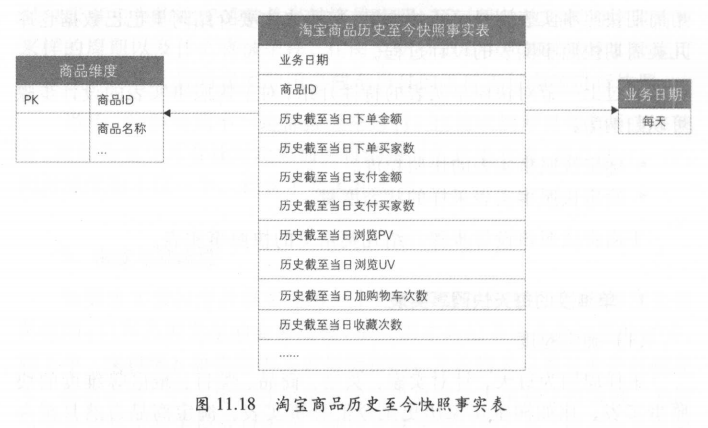 淘宝商品历史至今快照事实表
商品维度
PK 商品ID
商品名称
...
业务日期
商品ID
历史截至当日下单金额
历史截至当日下单买家数
历史截至当日支付金额
历史截至当日支付买家数
历史截至当日浏览PV
历史截至当日浏览UV
历史截至当日加购物车次数
历史截至当日收藏次数
......
业务日期
每天
图 11.18 淘宝商品历史至今快照事实表